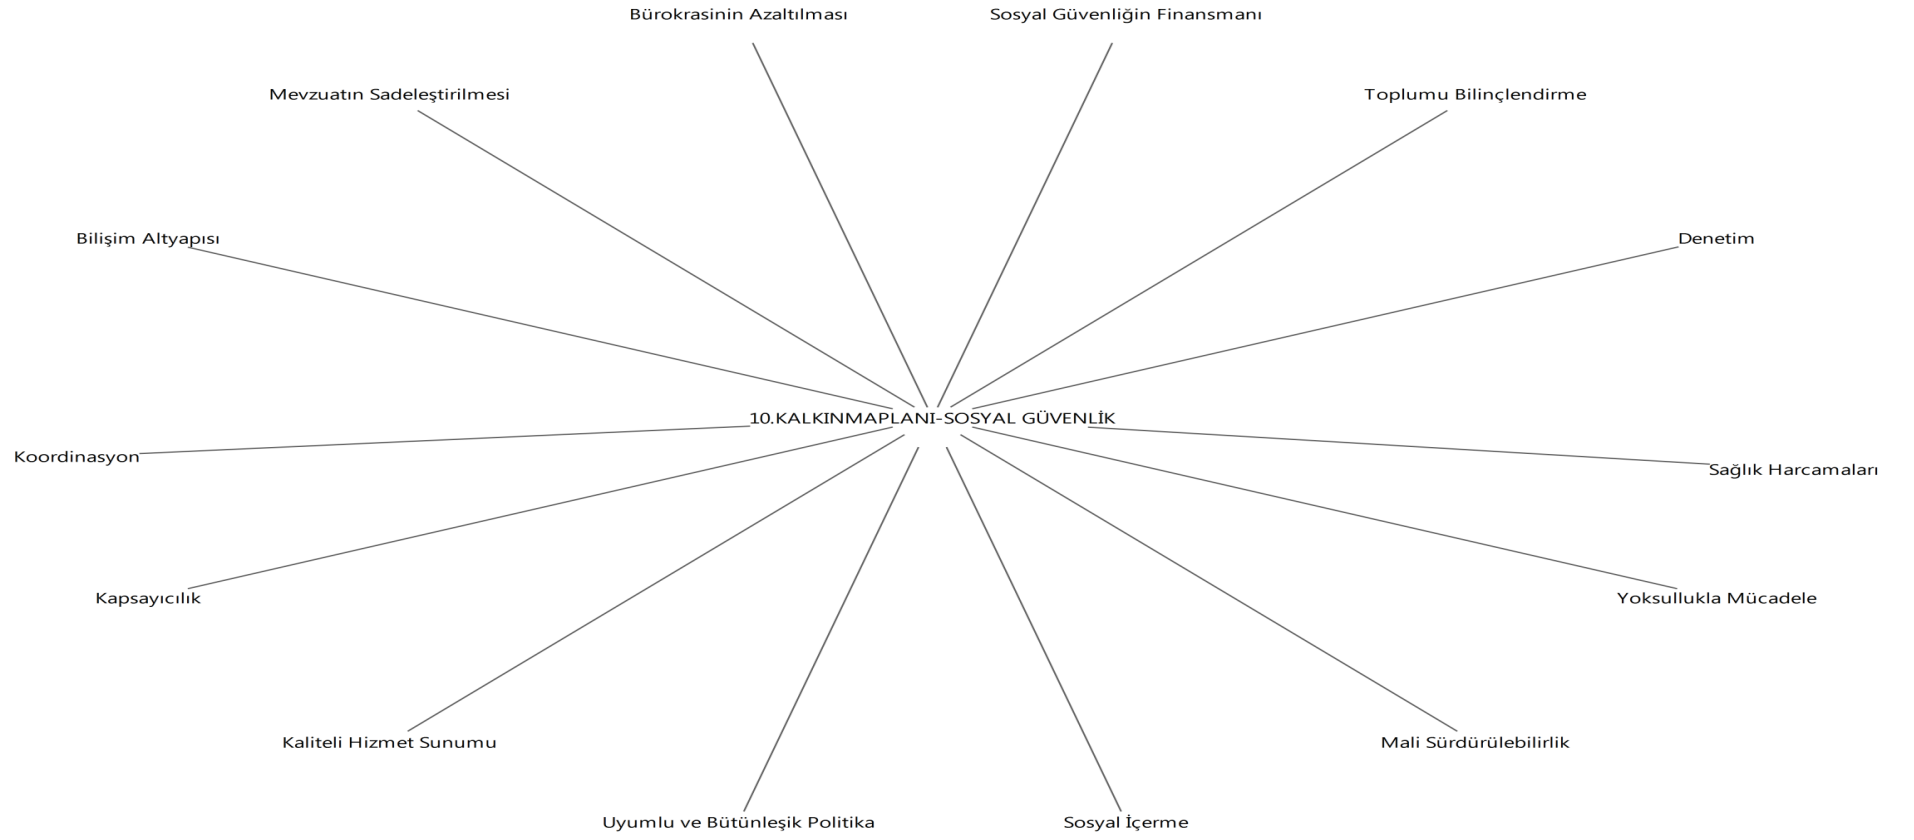 Bürokrasinin Azaltılması
Sosyal Güvenliğin Finansmanı
Mevzuatın Sadeleştirilmesi
Toplumu Bilinçlendirme
Bilişim Altyapısı
Denetim
10.KALKINMAPLANI-SOSYAL GÜVENLİK
Koordinasyon
Sağlık Harcamaları
Kapsayıcılık
Yoksullukla Mücadele
Kaliteli Hizmet Sunumu
Mali Sürdürülebilirlik
Uyumlu ve Bütünleşik Politika
Sosyal İçerme